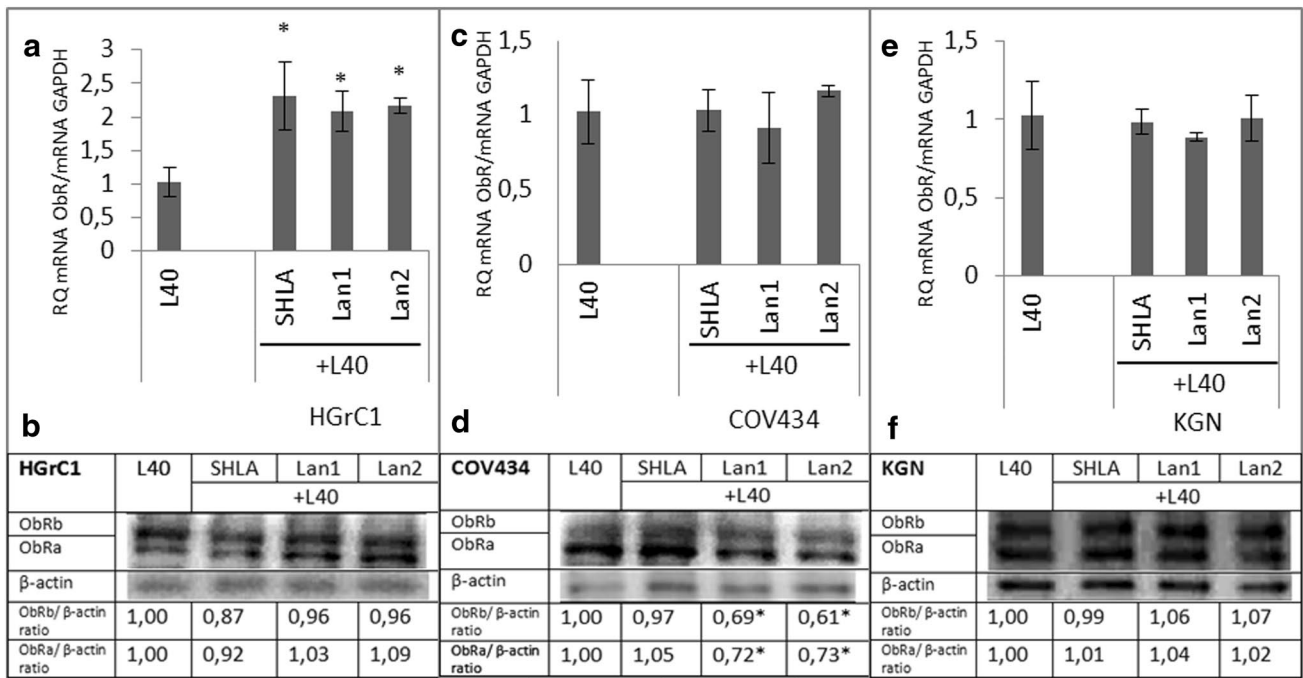 a
RQ mRNA ObR/mRNA GAPDH
3
2,5
2
1,5
1
0,5
0
*
*
*
L40
SHLA
Lan1
Lan2
+L40
HGrC1
c
RQ mRNA ObR/mRNA GAPDH
1,5
1
0,5
0
L40
SHLA
Lan1
Lan2
+L40
COV434
e
RQ mRNA ObR/mRNA GAPDH
1,5
1
0,5
0
L40
SHLA
Lan1
Lan2
+L40
KGN
b
HGrC1 L40 SHLA Lan1 Lan2
+L40
ObRb
ObRa
β-actin
ObRb/ β-actin ratio 1,00 0,87 0,96 0,96
ObRa/ β-actin ratio 1,00 0,92 1,03 1,09
d
COV434 L40 SHLA Lan1 Lan2
+L40
ObRb
ObRa
β-actin
ObRb/ β-actin ratio 1,00 0,97 0,69* 0,61*
ObRa/ β-actin ratio 1,00 1,05 0,72* 0,73*
f
KGN L40 SHLA Lan1 Lan2
+L40
ObRb
ObRa
β-actin
ObRb/ β-actin ratio 1,00 0,99 1,06 1,07
ObRa/ β-actin ratio 1,00 1,01 1,04 1,02